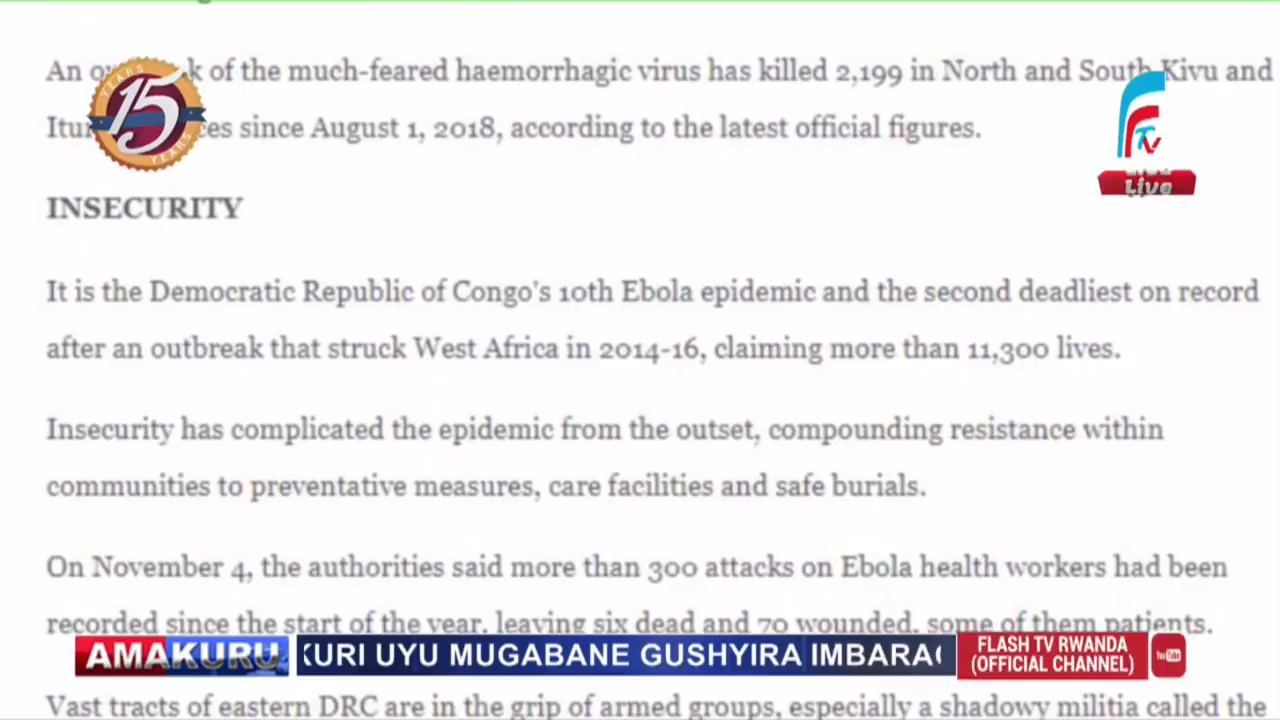 An of the much-feared haemorrhagic virus has killed 2,199 in North and South Kivu and
since August 1, 2018, according to the latest official figures.
15
YEARS
YEARS
TV
Live
INSECURITY
It is the Democratic Republic of Congo's 10th Ebola epidemic and the second deadliest on record
after an outbreak that struck West Africa in 2014-16, claiming more than 11,300 lives.
Insecurity has complicated the epidemic from the outset, compounding resistance within
communities to preventative measures, care facilities and safe burials.
On November 4, the authorities said more than 300 attacks on Ebola health workers had been
recorded since the start of the year, leaving six dead and 70 wounded, some of them patients.
AMAKURU
KURI UYU MUGABANE GUSHYIRA IMBARA
FLASH TV RWANDA
(OFFICIAL CHANNEL)
YouTube
Vast tracts of eastern DRC are in the grip of armed groups, especially a shadowy militia called the